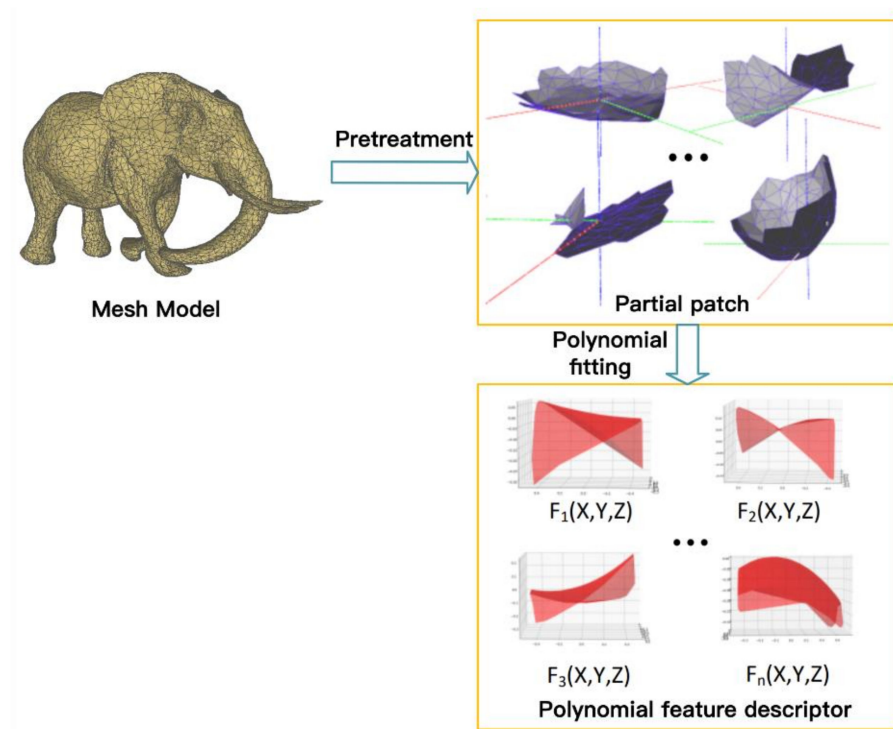 Pretreatment
Mesh Model
Partial patch
Polynomial
fitting
F₁(X,Y,Z)
F₂(X,Y,Z)
F₃(X,Y,Z)
Fₙ(X,Y,Z)
Polynomial feature descriptor